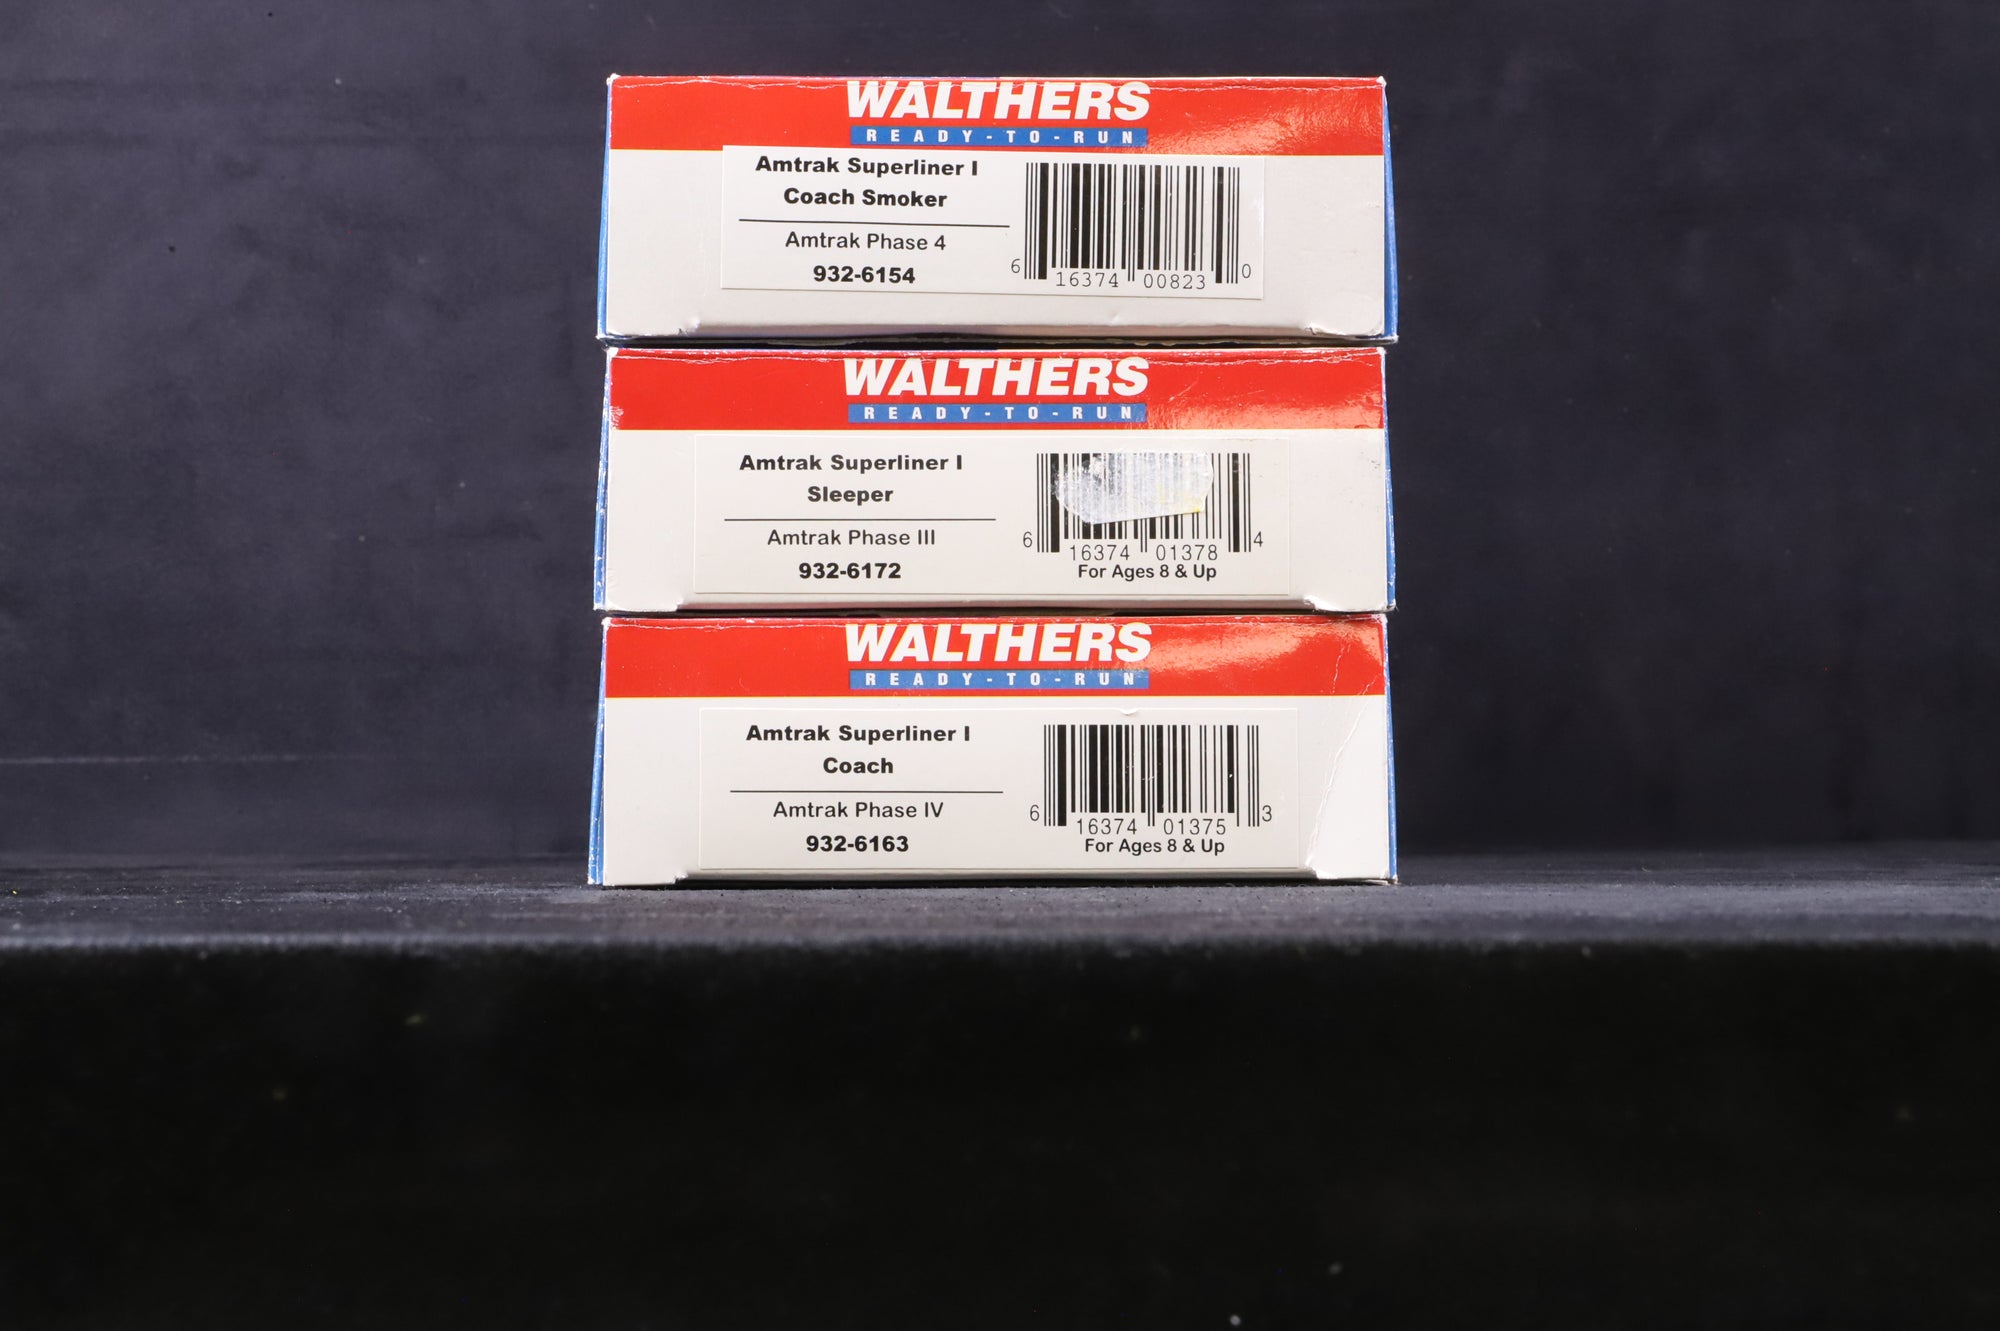 WALTHERS
READY-TO-RUN
Amtrak Superliner I
Coach Smoker
Amtrak Phase 4
932-6154
6 16374 00823 0
WALTHERS
READY-TO-RUN
Amtrak Superliner I
Sleeper
Amtrak Phase III
932-6172
6 16374 01378 4
For Ages 8 & Up
WALTHERS
READY-TO-RUN
Amtrak Superliner I
Coach
Amtrak Phase IV
932-6163
6 16374 01375 3
For Ages 8 & Up